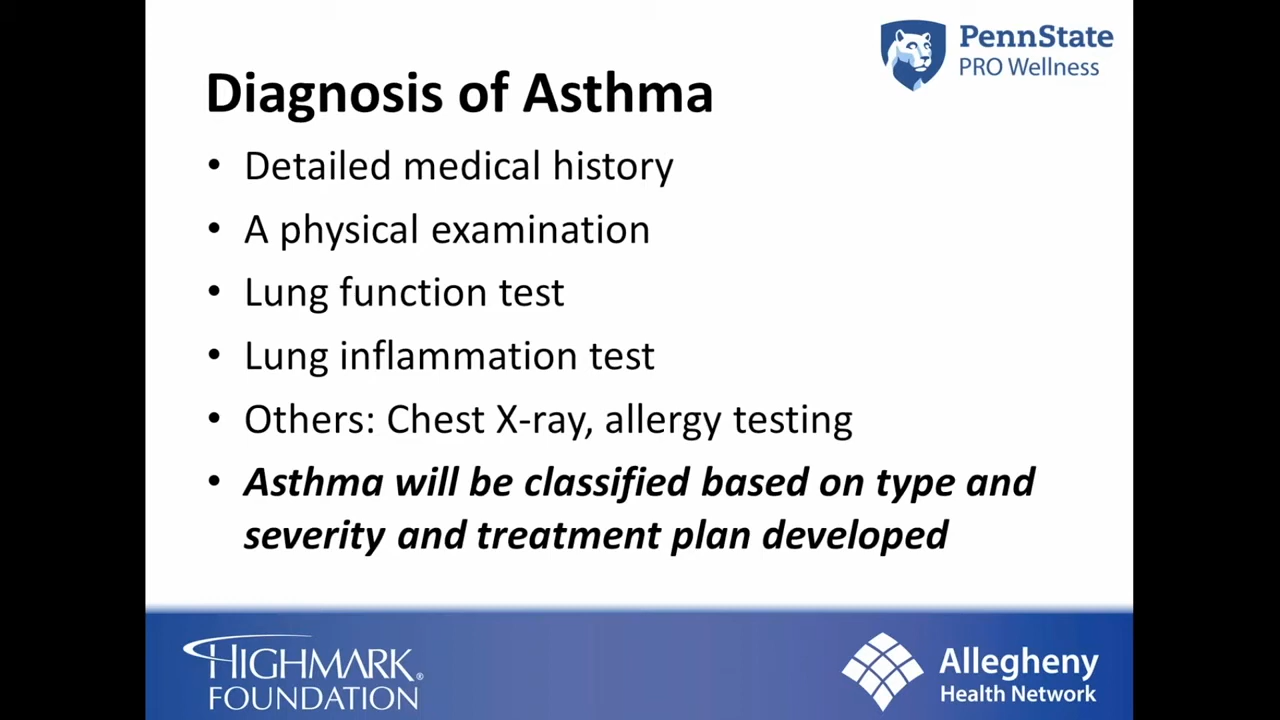 PennState
PRO Wellness
Diagnosis of Asthma
• Detailed medical history
• A physical examination
• Lung function test
• Lung inflammation test
• Others: Chest X-ray, allergy testing
• Asthma will be classified based on type and
severity and treatment plan developed
HIGHMARK®
FOUNDATION
Allegheny
Health Network